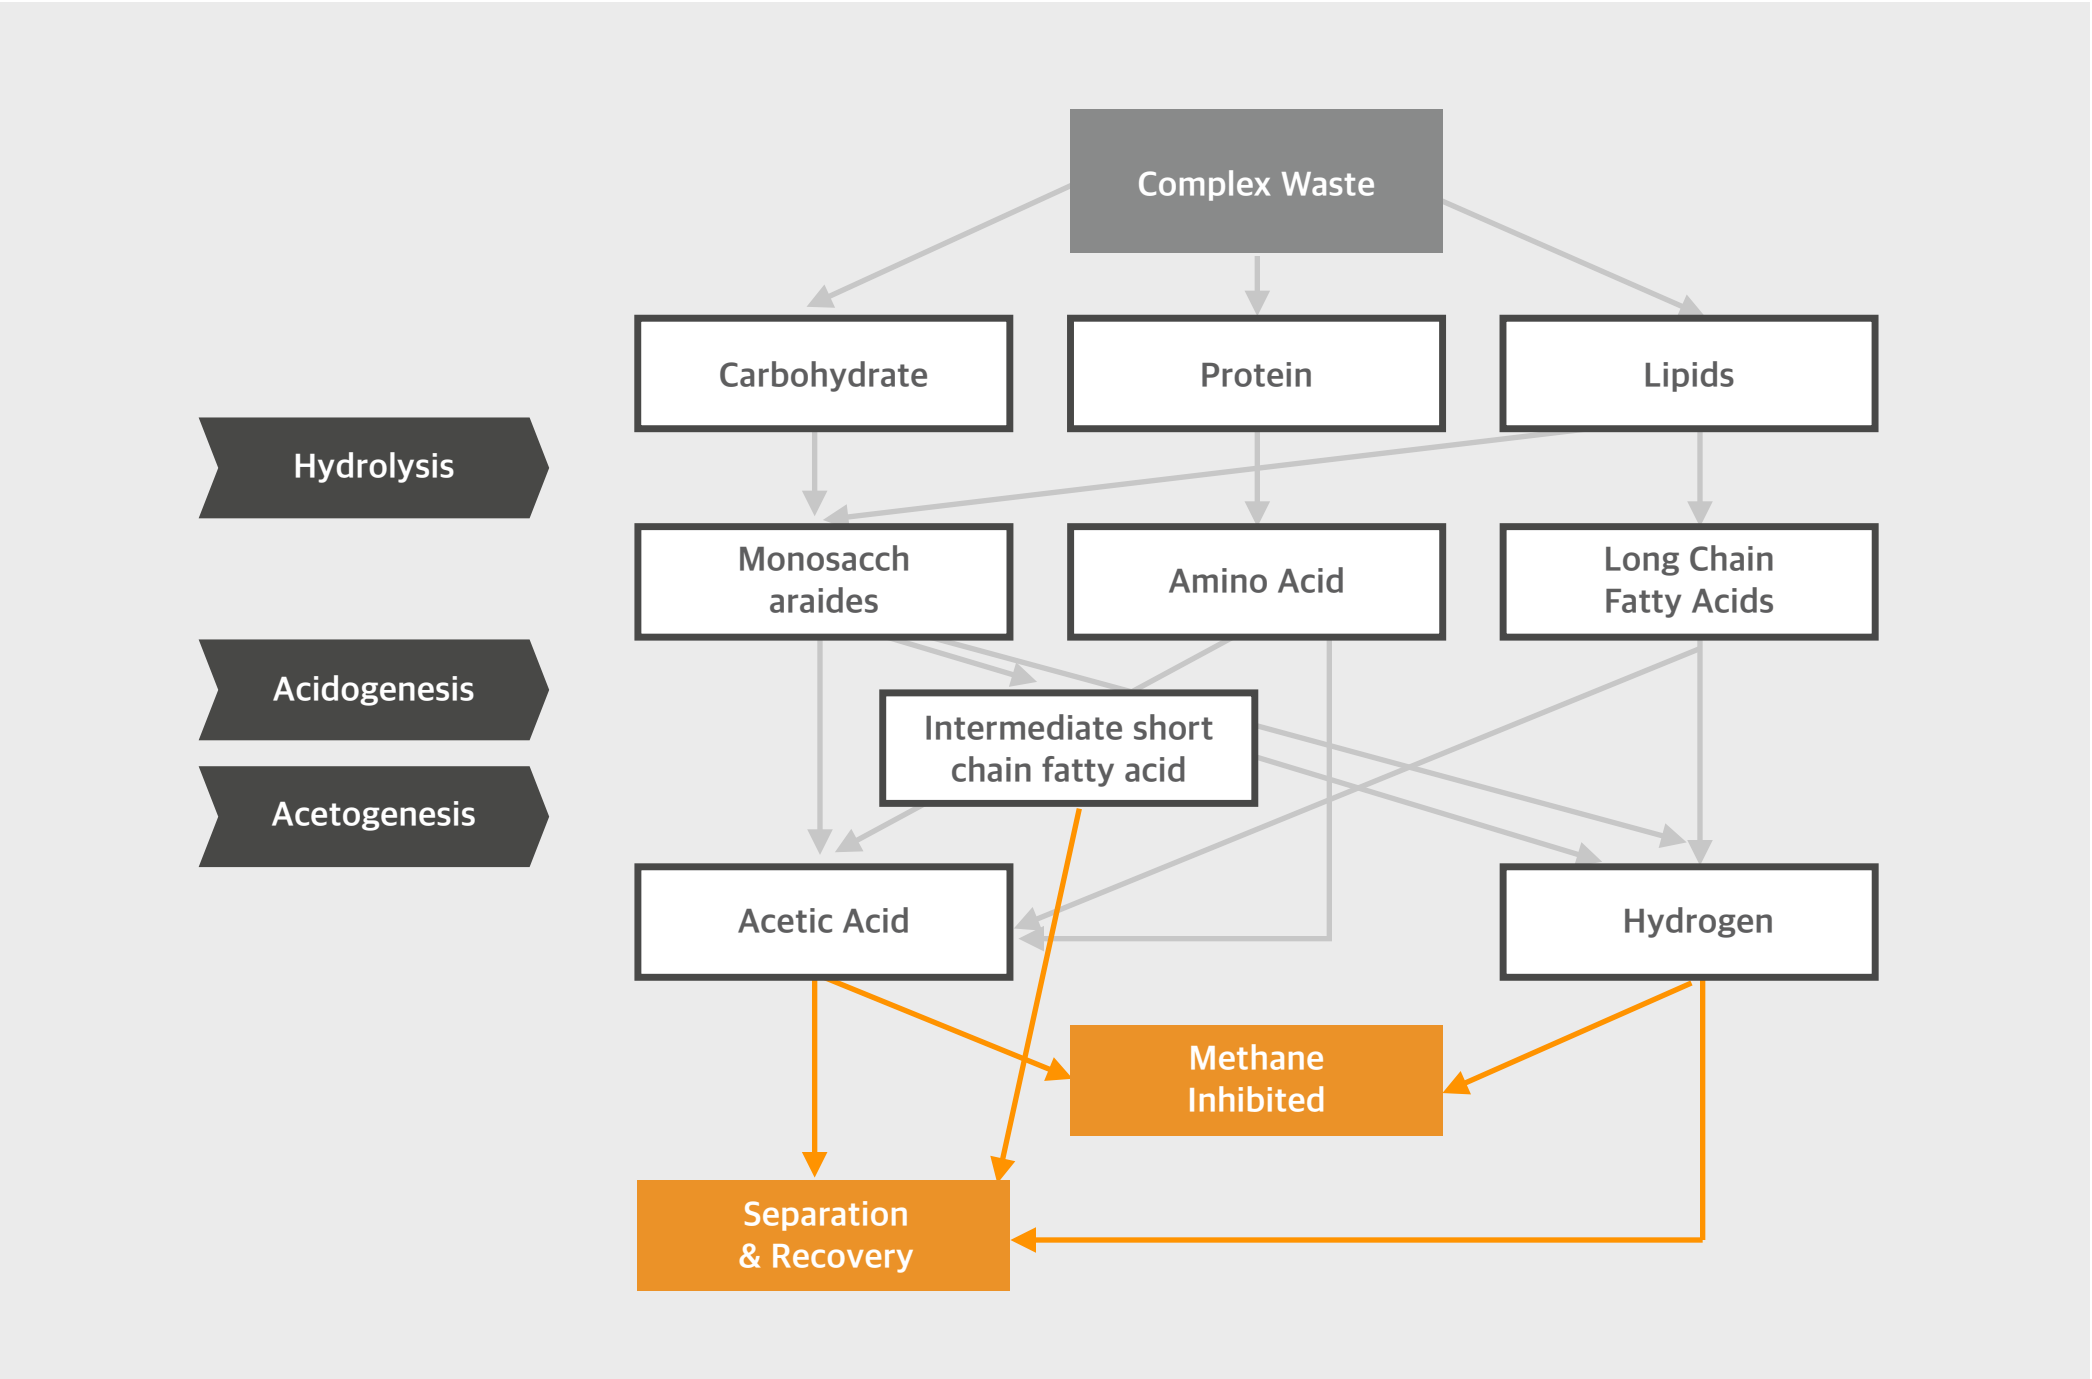 Complex Waste
Carbohydrate
Protein
Lipids
Hydrolysis
Monosacch
araides
Amino Acid
Long Chain
Fatty Acids
Acidogenesis
Intermediate short
chain fatty acid
Acetogenesis
Acetic Acid
Hydrogen
Methane
Inhibited
Separation
& Recovery